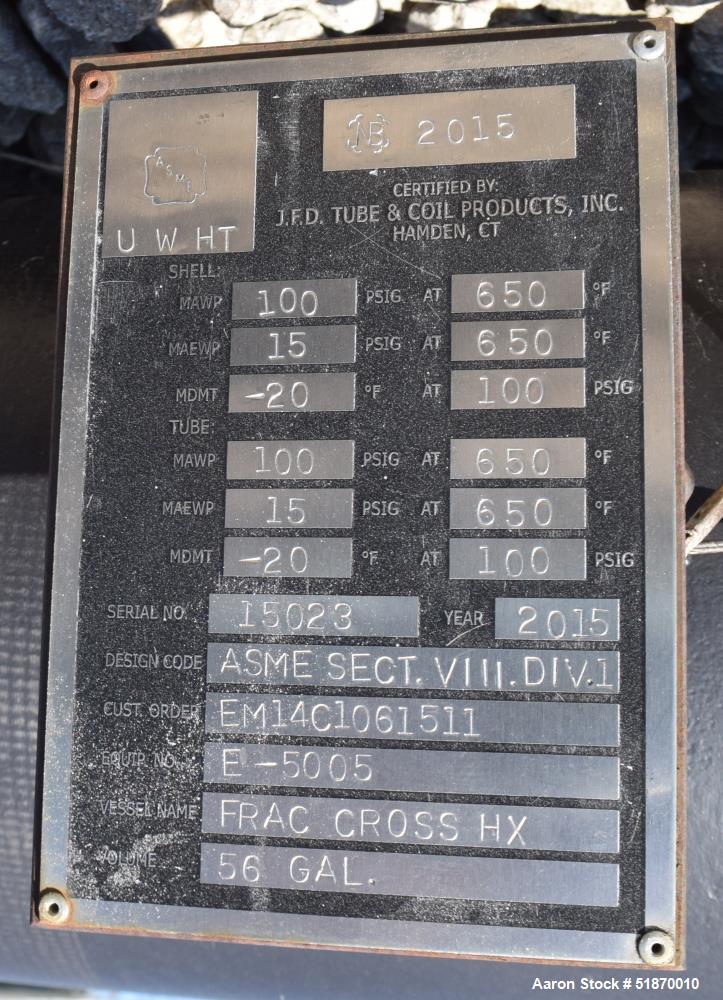 ASME
U W HT
NB 2015
CERTIFIED BY:
J.F.D. TUBE & COIL PRODUCTS, INC.
HAMDEN, CT
SHELL:
MAWP 100 PSIG AT 650 °F
MAEWP 15 PSIG AT 650 °F
MDMT -20 °F AT 100 PSIG
TUBE:
MAWP 100 PSIG AT 650 °F
MAEWP 15 PSIG AT 650 °F
MDMT -20 °F AT 100 PSIG
SERIAL NO. 15023 YEAR 2015
DESIGN CODE ASME SECT. VIII. DIV.1
CUST. ORDER EM14C1061511
EQUIP. NO. E-5005
VESSEL NAME FRAC CROSS HX
VOLUME 56 GAL.
Aaron Stock # 51870010